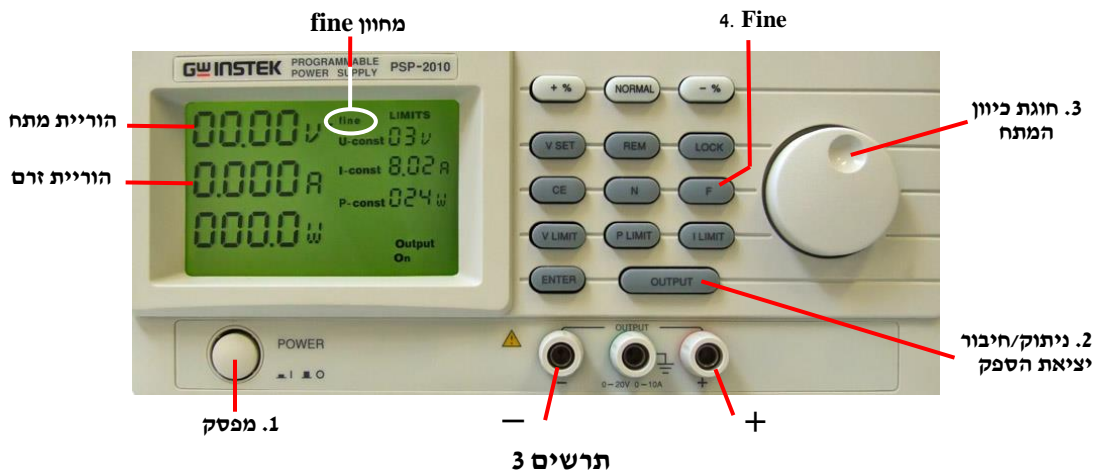 מחוון fine
4. Fine
GWINSTEK PROGRAMMABLE POWER SUPPLY PSP-2010
הוריית מתח
הוריית זרם
00.00 V
0.000 A
000.0 W
fine
LIMITS
U-const 03 V
I-const 8.02 A
P-const 024 W
Output
On
+ %
NORMAL
- %
V SET
REM
LOCK
CE
N
F
V LIMIT
P LIMIT
I LIMIT
ENTER
OUTPUT
3. חוגת כיוון
המתח
2. ניתוק/חיבור
יציאת הספק
POWER
OUTPUT
-
0-20V 0-10A
+
1. מפסק
–
+
תרשים 3